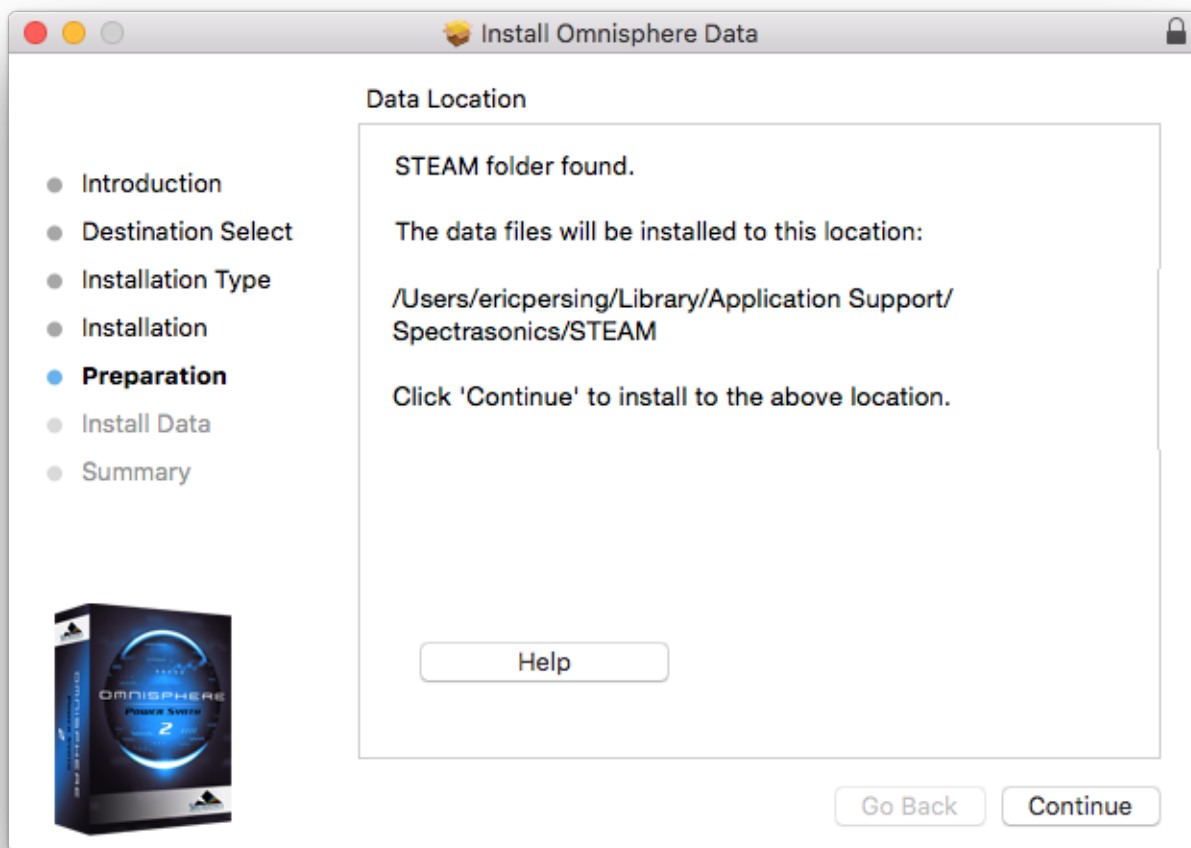 Install Omnisphere Data
Data Location
Introduction
Destination Select
Installation Type
Installation
Preparation
Install Data
Summary
STEAM folder found.
The data files will be installed to this location:
/Users/ericpersing/Library/Application Support/
Spectrasonics/STEAM
Click 'Continue' to install to the above location.
Help
OMNISPHERE
POWER SYNTH
2
OMNISPHERE
2
Go Back
Continue